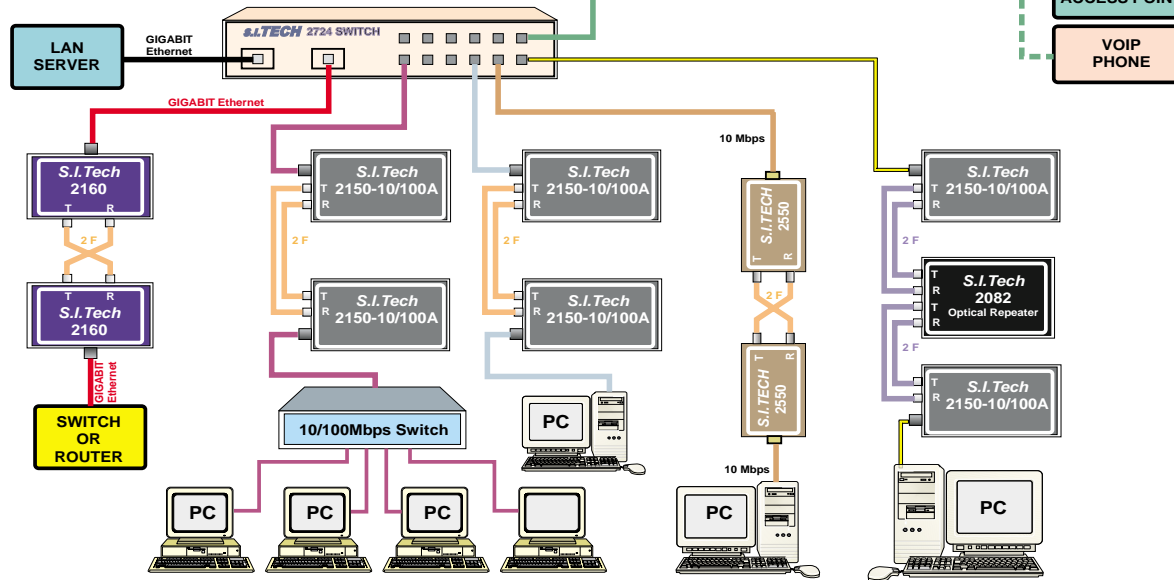 ACCESS POIN
S.I.TECH 2724 SWITCH
LAN
SERVER
GIGABIT
Ethernet
VOIP
PHONE
GIGABIT Ethernet
10 Mbps
S.I.Tech
2160
T R
2 F
T R
S.I.Tech
2160
GIGABIT
Ethernet
SWITCH
OR
ROUTER
S.I.Tech
2150-10/100A
T
R
2 F
S.I.Tech
2150-10/100A
T
R
10/100Mbps Switch
PC
PC
PC
S.I.Tech
2150-10/100A
T
R
2 F
S.I.Tech
2150-10/100A
T
R
PC
S.I.TECH
2550
T R
2 F
T R
S.I.TECH
2550
10 Mbps
PC
S.I.Tech
2150-10/100A
T
R
2 F
S.I.Tech
2082
Optical Repeater
T
R
T
R
2 F
S.I.Tech
2150-10/100A
T
R
PC